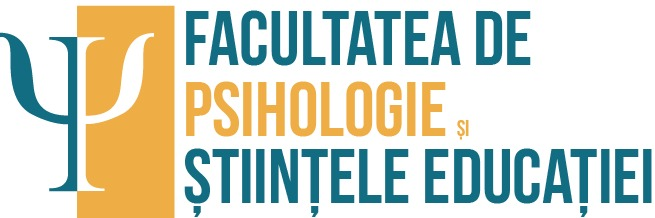 FACULTATEA DE
PSIHOLOGIE ȘI
ȘTIINȚELE EDUCAȚIEI